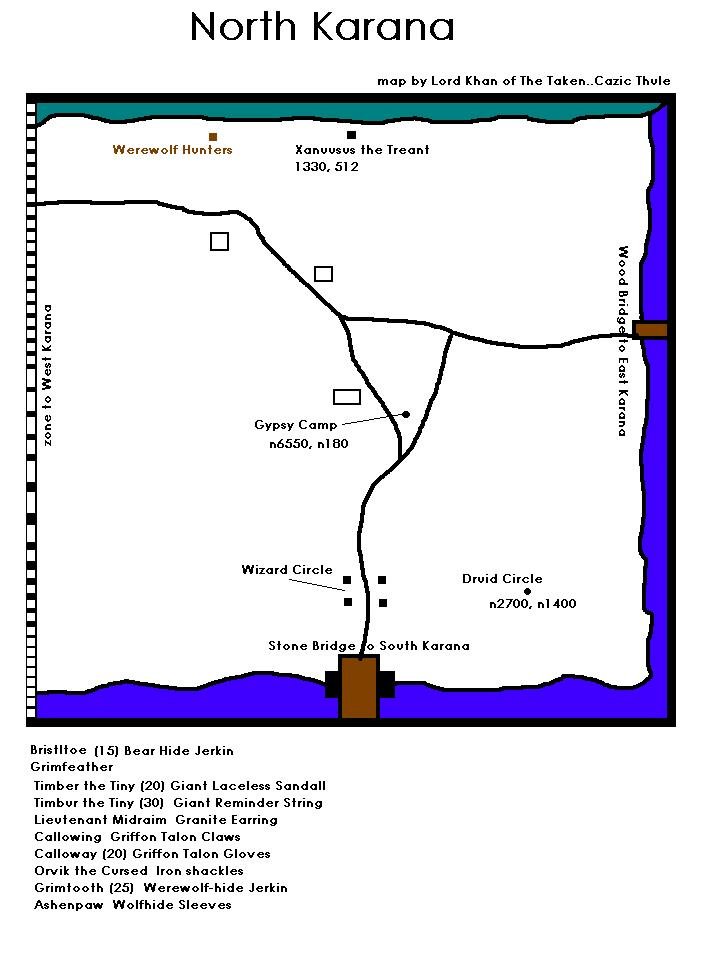 North Karana
map by Lord Khan of The Taken..Cazic Thule
Werewolf Hunters
Xanuusus the Treant
1330, 512
zone to West Karana
Wood Bridge to East Karana
Gypsy Camp
n6550, n180
Wizard Circle
Druid Circle
n2700, n1400
Stone Bridge to South Karana
Bristltoe (15) Bear Hide Jerkin
Grimfeather
Timber the Tiny (20) Giant Laceless Sandall
Timbur the Tiny (30) Giant Reminder String
Lieutenant Midraim Granite Earring
Callowing Griffon Talon Claws
Calloway (20) Griffon Talon Gloves
Orvik the Cursed Iron shackles
Grimtooth (25) Werewolf-hide Jerkin
Ashenpaw Wolfhide Sleeves